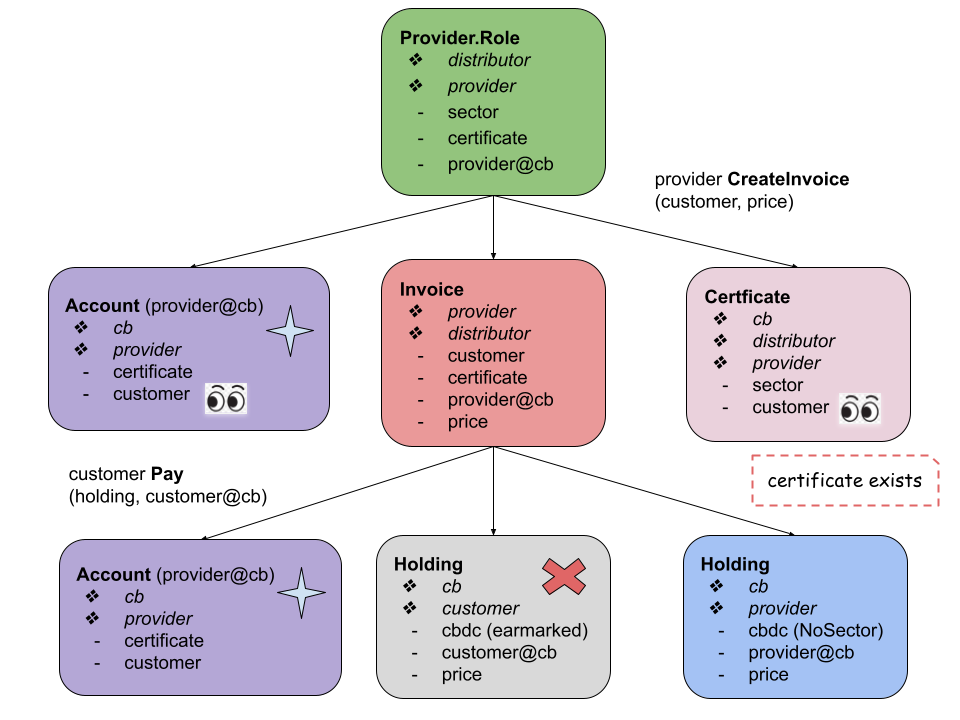 Provider.Role
❖ distributor
❖ provider
- sector
- certificate
- provider@cb
provider CreateInvoice
(customer, price)
Account (provider@cb)
❖ cb
❖ provider
- certificate
- customer
Invoice
❖ provider
❖ distributor
- customer
- certificate
- provider@cb
- price
Certficate
❖ cb
❖ distributor
❖ provider
- sector
- customer
certificate exists
customer Pay
(holding, customer@cb)
Account (provider@cb)
❖ cb
❖ provider
- certificate
- customer
Holding
❖ cb
❖ customer
- cbdc (earmarked)
- customer@cb
- price
Holding
❖ cb
❖ provider
- cbdc (NoSector)
- provider@cb
- price